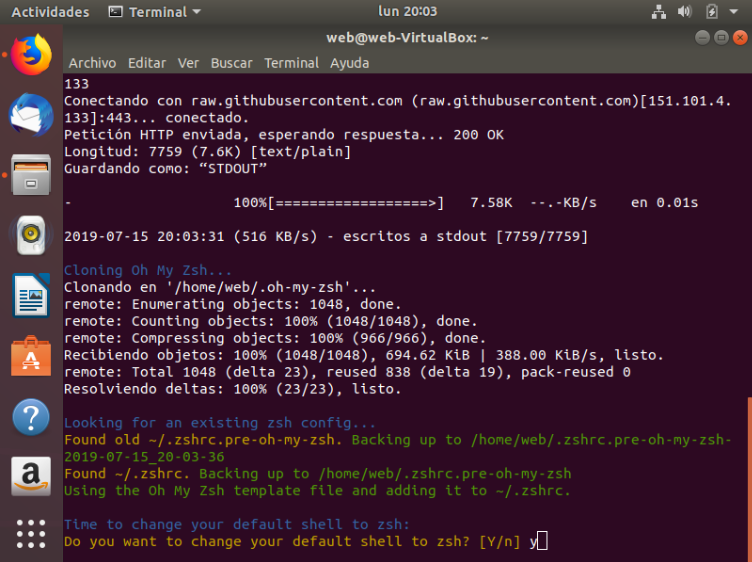 Actividades Terminal lun 20:03
web@web-VirtualBox: ~
Archivo Editar Ver Buscar Terminal Ayuda
133
Conectando con raw.githubusercontent.com (raw.githubusercontent.com)[151.101.4.
133]:443... conectado.
Petición HTTP enviada, esperando respuesta... 200 OK
Longitud: 7759 (7.6K) [text/plain]
Guardando como: “STDOUT”
- 100%[==================>] 7.58K --.-KB/s en 0.01s
2019-07-15 20:03:31 (516 KB/s) - escritos a stdout [7759/7759]
Cloning Oh My Zsh...
Clonando en '/home/web/.oh-my-zsh'...
remote: Enumerating objects: 1048, done.
remote: Counting objects: 100% (1048/1048), done.
remote: Compressing objects: 100% (966/966), done.
Recibiendo objetos: 100% (1048/1048), 694.62 KiB | 388.00 KiB/s, listo.
remote: Total 1048 (delta 23), reused 838 (delta 19), pack-reused 0
Resolviendo deltas: 100% (23/23), listo.
Looking for an existing zsh config...
Found old ~/.zshrc.pre-oh-my-zsh. Backing up to /home/web/.zshrc.pre-oh-my-zsh-
2019-07-15_20-03-36
Found ~/.zshrc. Backing up to /home/web/.zshrc.pre-oh-my-zsh
Using the Oh My Zsh template file and adding it to ~/.zshrc.
Time to change your default shell to zsh:
Do you want to change your default shell to zsh? [Y/n] y